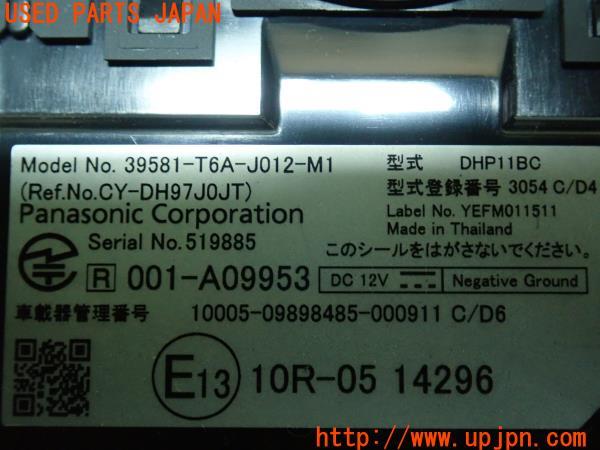 USED PARTS JAPAN
Model No. 39581-T6A-J012-M1
(Ref.No.CY-DH97J0JT)
Panasonic Corporation
Serial No.519885
型式 DHP11BC
型式登録番号 3054 C/D4
Label No. YEFM011511
Made in Thailand
このシールをはがさないでください。
R 001-A09953
DC 12V Negative Ground
車載器管理番号 10005-09898485-000911 C/D6
E13 10R-05 14296
http://www.upjpn.com/